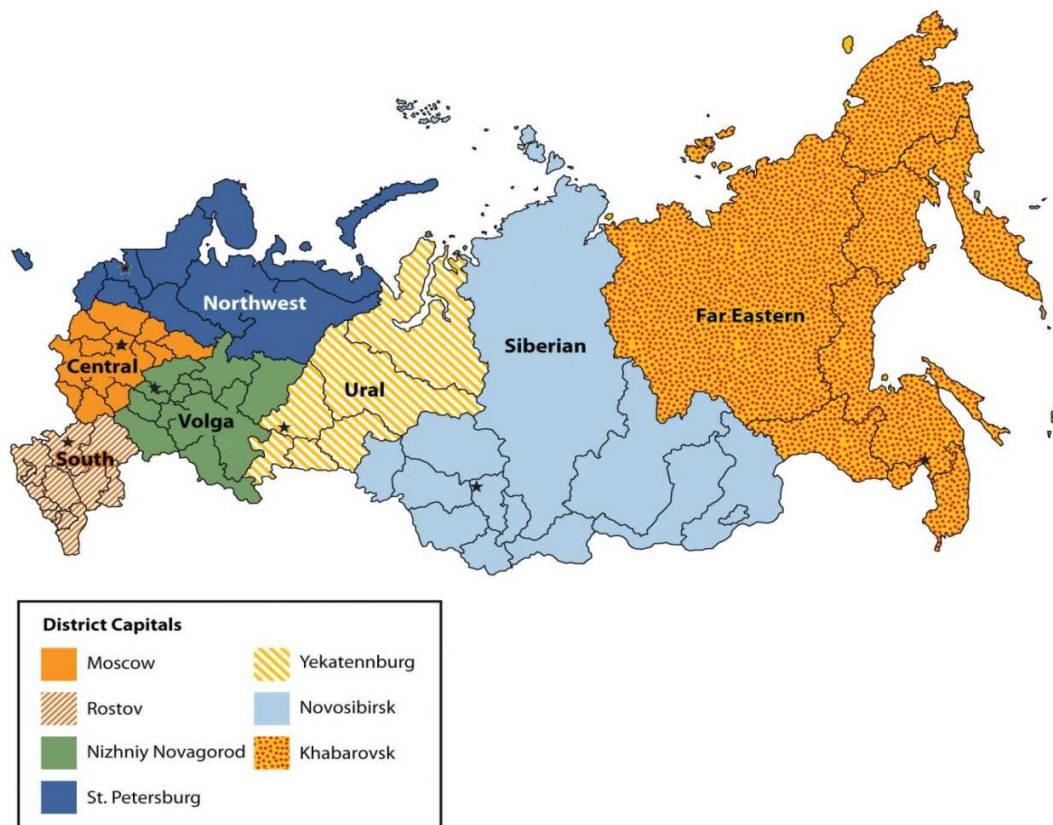 Northwest
Far Eastern
Siberian
Central
Ural
Volga
South
District Capitals
Moscow
Rostov
Nizhniy Novagorod
St. Petersburg
Yekatennburg
Novosibirsk
Khabarovsk